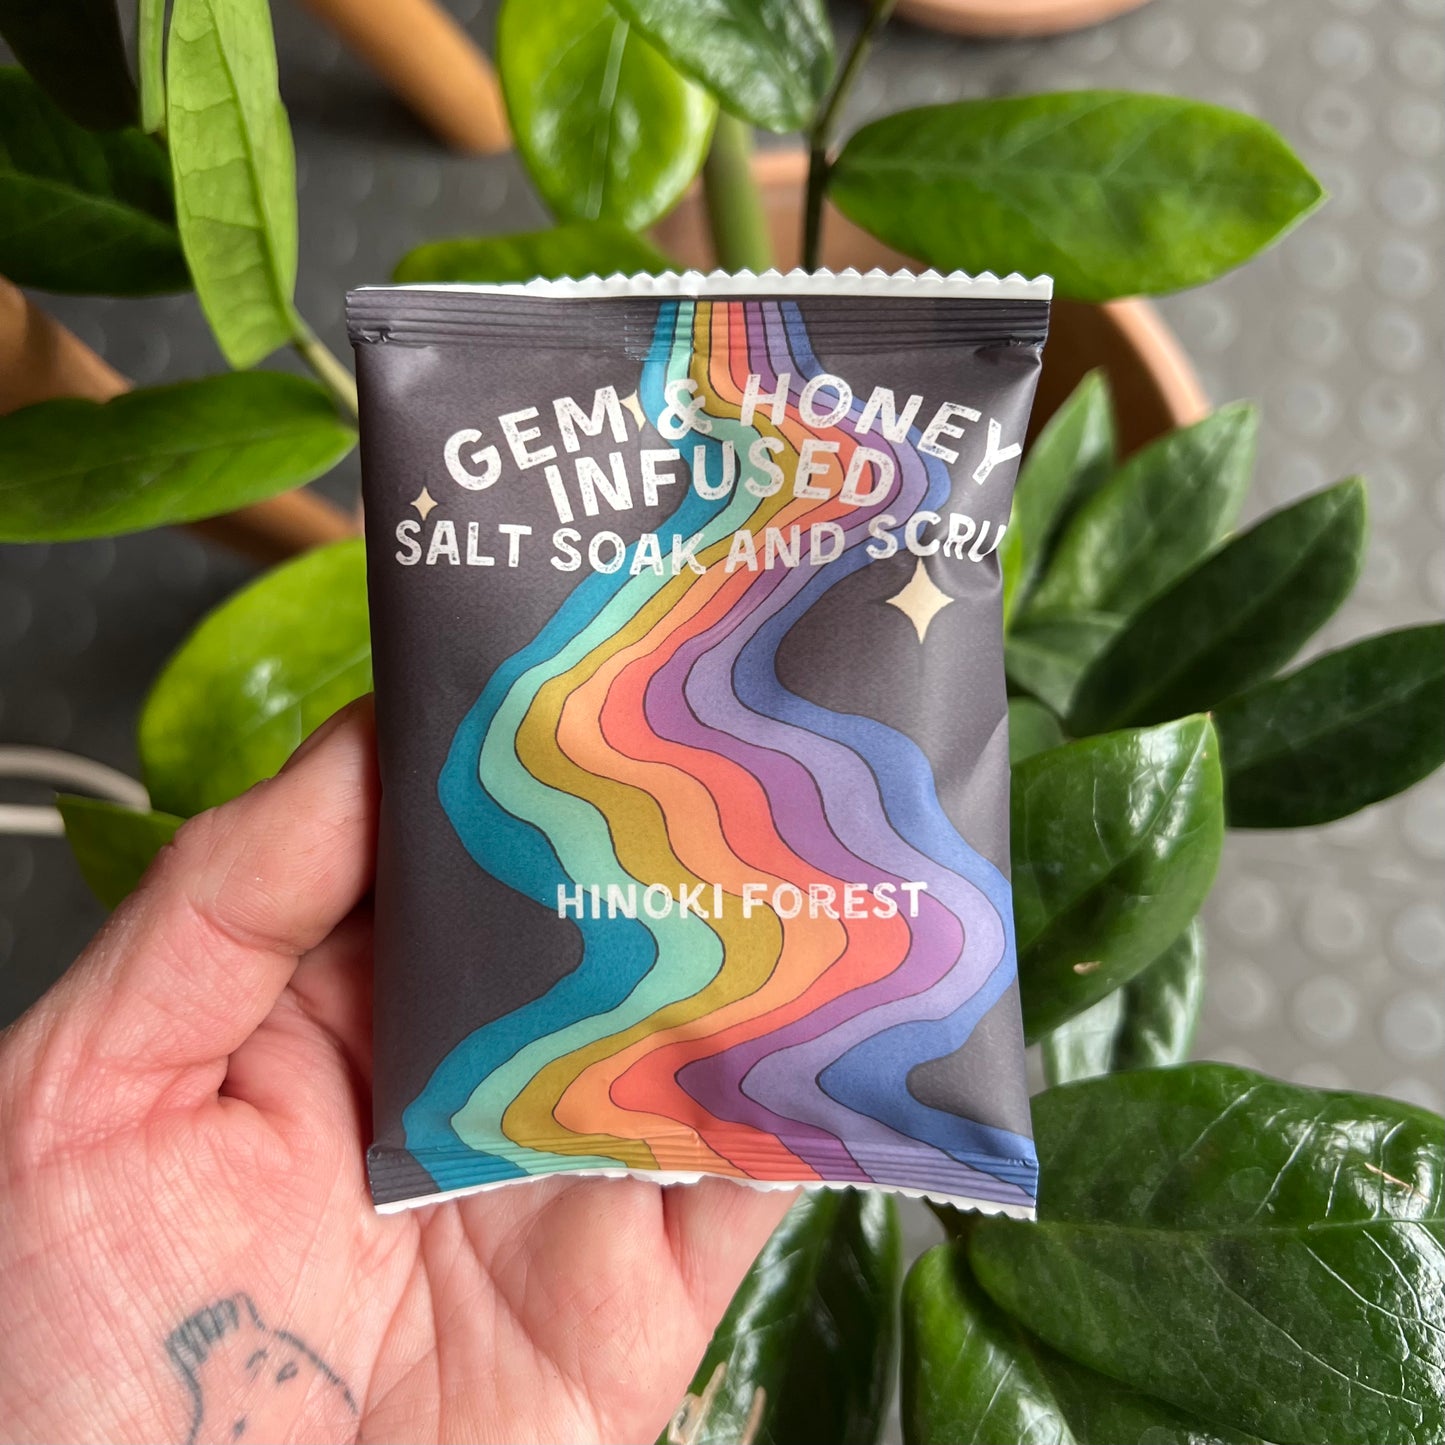 GEM & HONEY
INFUSED
SALT SOAK AND SCRU
HINOKI FOREST